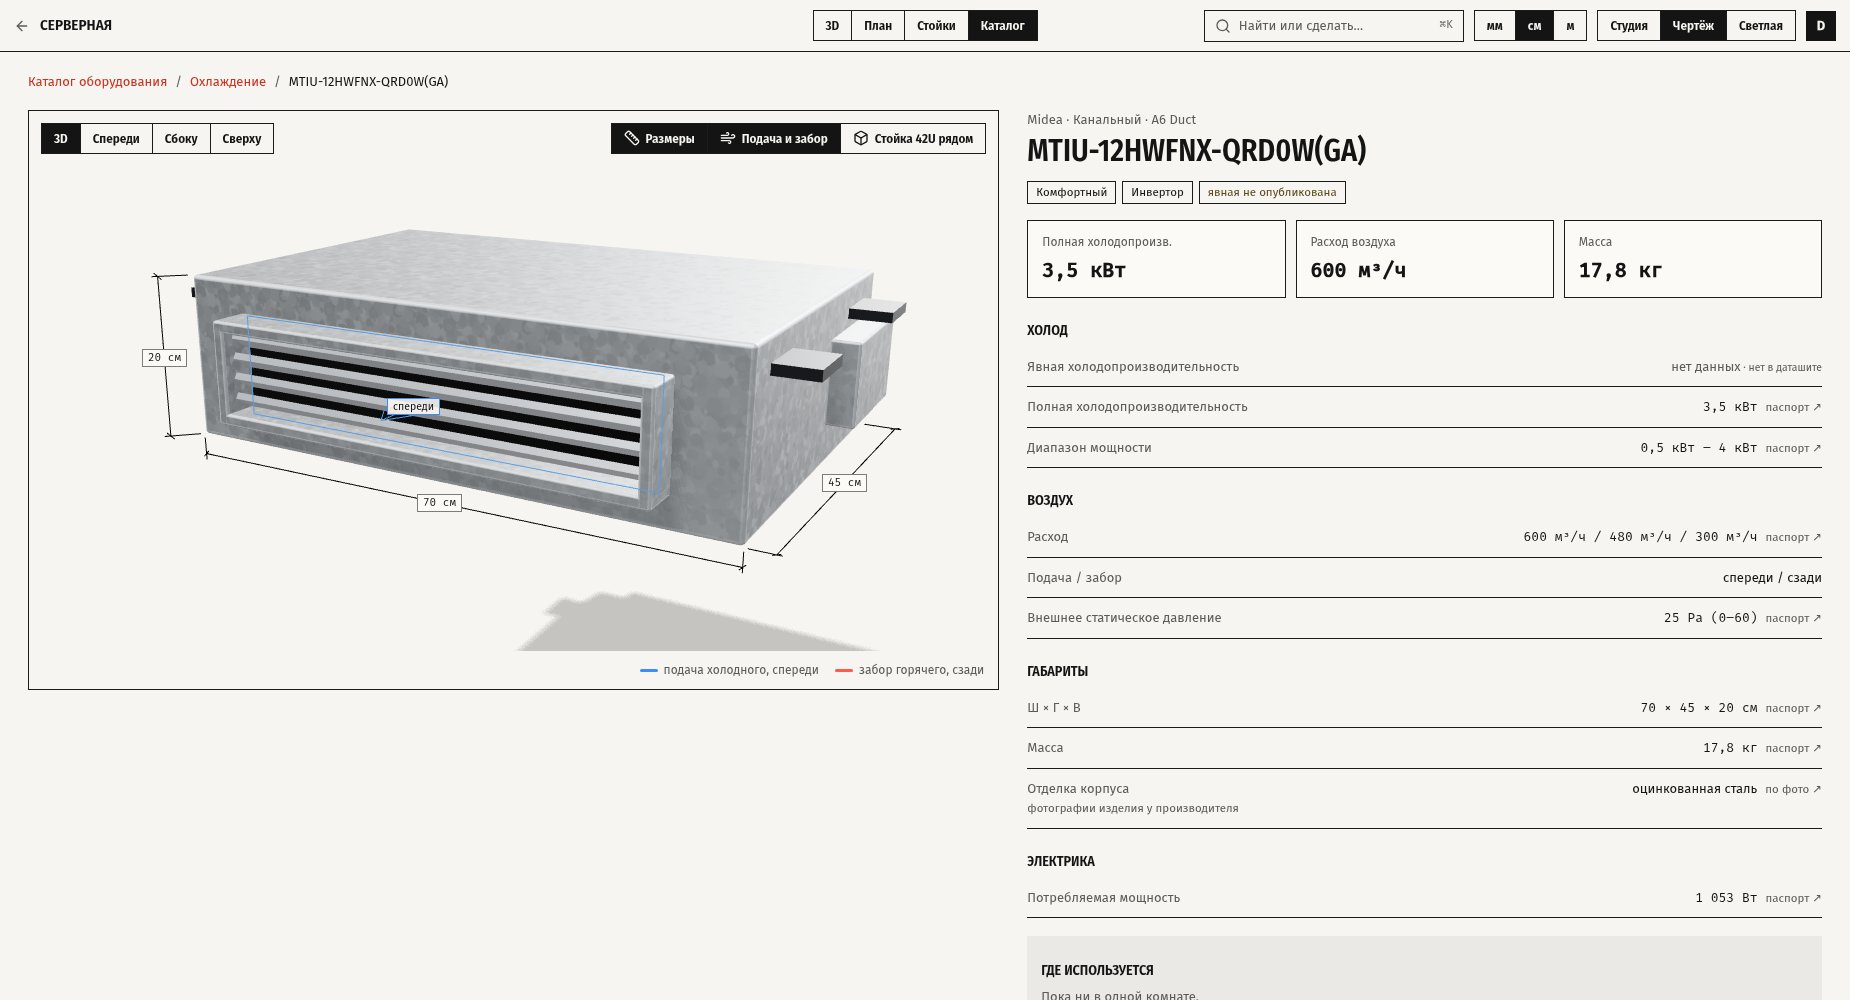 СЕРВЕРНАЯ
3D План Стойки Каталог
Найти или сделать... ⌘K
мм см м
Студия Чертёж Светлая
D
Каталог оборудования / Охлаждение / MTIU-12HWFNX-QRD0W(GA)
3D Спереди Сбоку Сверху
Размеры Подача и забор Стойка 42U рядом
20 см
спереди
70 см
45 см
подача холодного, спереди забор горячего, сзади
Midea · Канальный · A6 Duct
MTIU-12HWFNX-QRD0W(GA)
Комфортный Инвертор явная не опубликована
Полная холодопроизв.
3,5 кВт
Расход воздуха
600 м³/ч
Масса
17,8 кг
ХОЛОД
Явная холодопроизводительность нет данных · нет в даташите
Полная холодопроизводительность 3,5 кВт паспорт ↗
Диапазон мощности 0,5 кВт – 4 кВт паспорт ↗
ВОЗДУХ
Расход 600 м³/ч / 480 м³/ч / 300 м³/ч паспорт ↗
Подача / забор спереди / сзади
Внешнее статическое давление 25 Pa (0–60) паспорт ↗
ГАБАРИТЫ
Ш × Г × В 70 × 45 × 20 см паспорт ↗
Масса 17,8 кг паспорт ↗
Отделка корпуса оцинкованная сталь по фото ↗
фотографии изделия у производителя
ЭЛЕКТРИКА
Потребляемая мощность 1 053 Вт паспорт ↗
ГДЕ ИСПОЛЬЗУЕТСЯ
Пока ни в одной комнате.